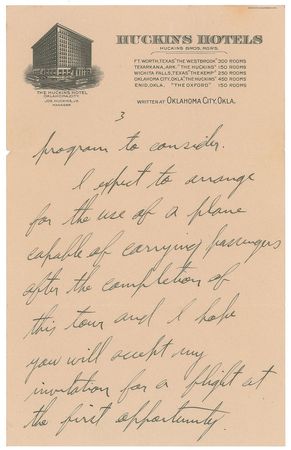 HUCKINS HOTELS
HUCKINS BROS. MGRS.
FT. WORTH, TEXAS "THE WESTBROOK" 300 ROOMS
TEXARKANA, ARK. "THE HUCKINS" 150 ROOMS
WICHITA FALLS, TEXAS "THE KEMP" 250 ROOMS
OKLAHOMA CITY, OKLA. "THE HUCKINS" 450 ROOMS
ENID, OKLA. "THE OXFORD" 150 ROOMS
THE HUCKINS HOTEL
OKLAHOMA CITY
JOE HUCKINS, JR.
MANAGER
WRITTEN AT OKLAHOMA CITY, OKLA.
3
program to consider.
I expect to arrange
for the use of a plane
capable of carrying passengers
after the completion of
this tour and I hope
you will accept my
invitation for a flight at
the first opportunity.